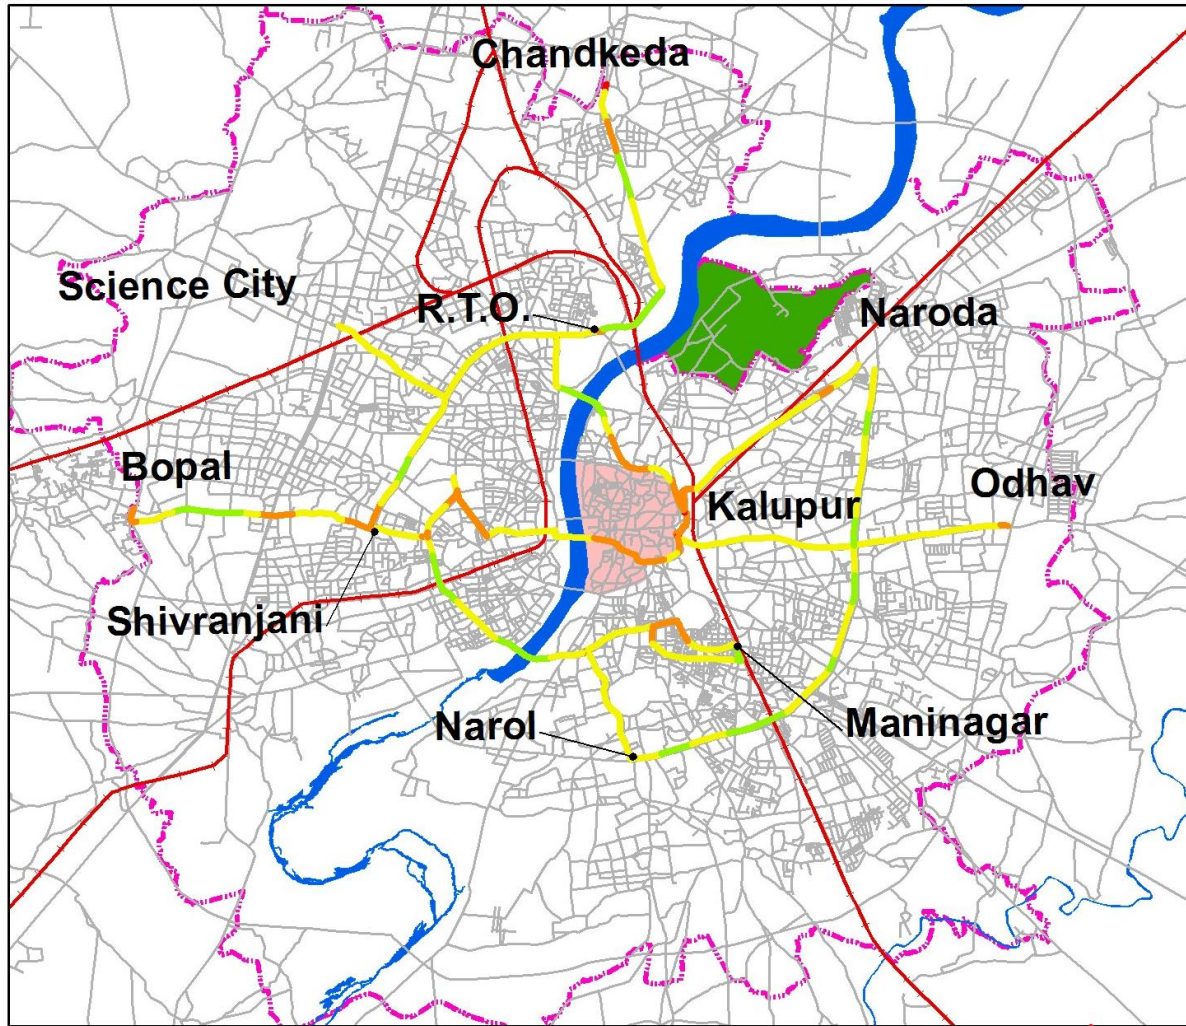 Chandkeda
Science City
R.T.O.
Naroda
Bopal
Odhav
Kalupur
Shivranjani
Narol
Maninagar